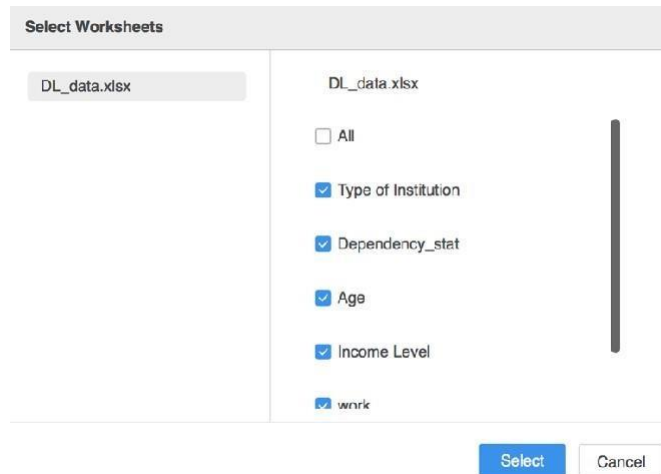 Select Worksheets
DL_data.xlsx
DL_data.xlsx
All
Type of Institution
Dependency_stat
Age
Income Level
work
Select
Cancel